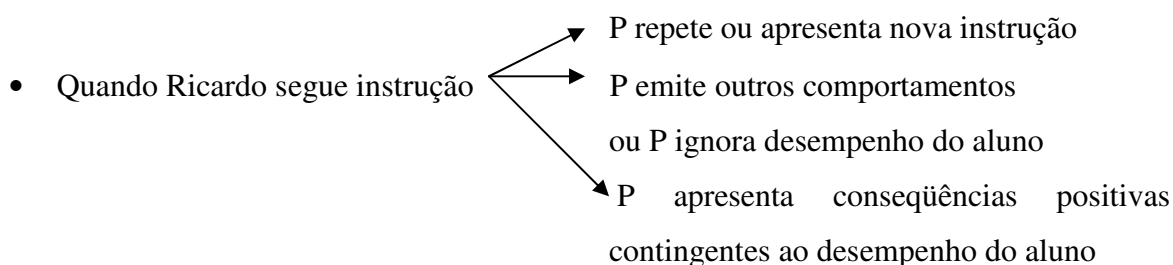 P repete ou apresenta nova instrução
• Quando Ricardo segue instrução P emite outros comportamentos
ou P ignora desempenho do aluno
P apresenta conseqüências positivas
contingentes ao desempenho do aluno